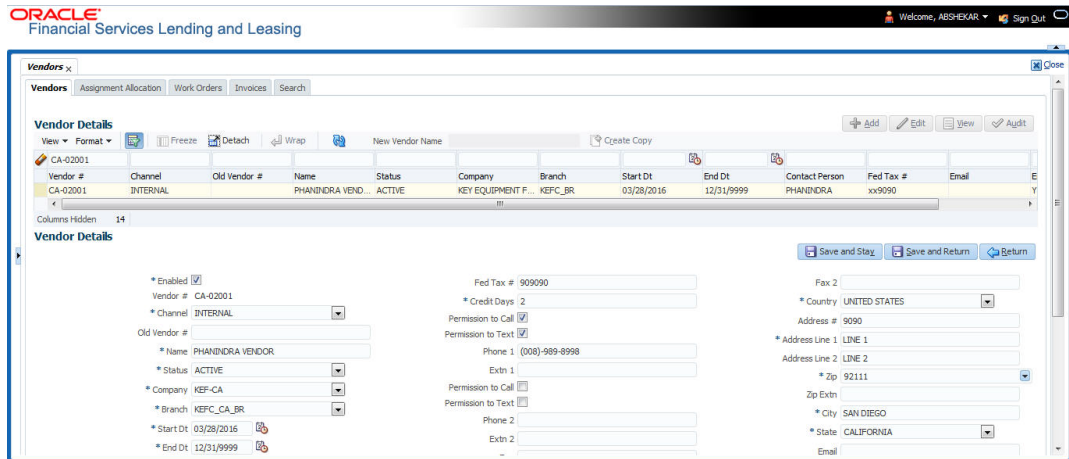 ORACLE
Financial Services Lending and Leasing
Welcome, ABSHEKAR
Sign Out
Vendors x
Close
Vendors Assignment Allocation Work Orders Invoices Search
Vendor Details
Add Edit View Audit
View Format Freeze Detach Wrap New Vendor Name Create Copy
CA-02001
Vendor # Channel Old Vendor # Name Status Company Branch Start Dt End Dt Contact Person Fed Tax # Email E
CA-02001 INTERNAL PHANINDRA VEND... ACTIVE KEY EQUIPMENT F... KEFC_BR 03/28/2016 12/31/9999 PHANINDRA xx9090 Y
Columns Hidden 14
Vendor Details
Save and Stay Save and Return Return
* Enabled
Vendor # CA-02001
* Channel INTERNAL
Old Vendor #
* Name PHANINDRA VENDOR
* Status ACTIVE
* Company KEF-CA
* Branch KEFC_CA_BR
* Start Dt 03/28/2016
* End Dt 12/31/9999
Fed Tax # 909090
* Credit Days 2
Permission to Call
Permission to Text
Phone 1 (008)-989-8998
Extn 1
Permission to Call
Permission to Text
Phone 2
Extn 2
Fax 2
* Country UNITED STATES
Address # 9090
* Address Line 1 LINE 1
Address Line 2 LINE 2
* Zip 92111
Zip Extn
* City SAN DIEGO
* State CALIFORNIA
Email